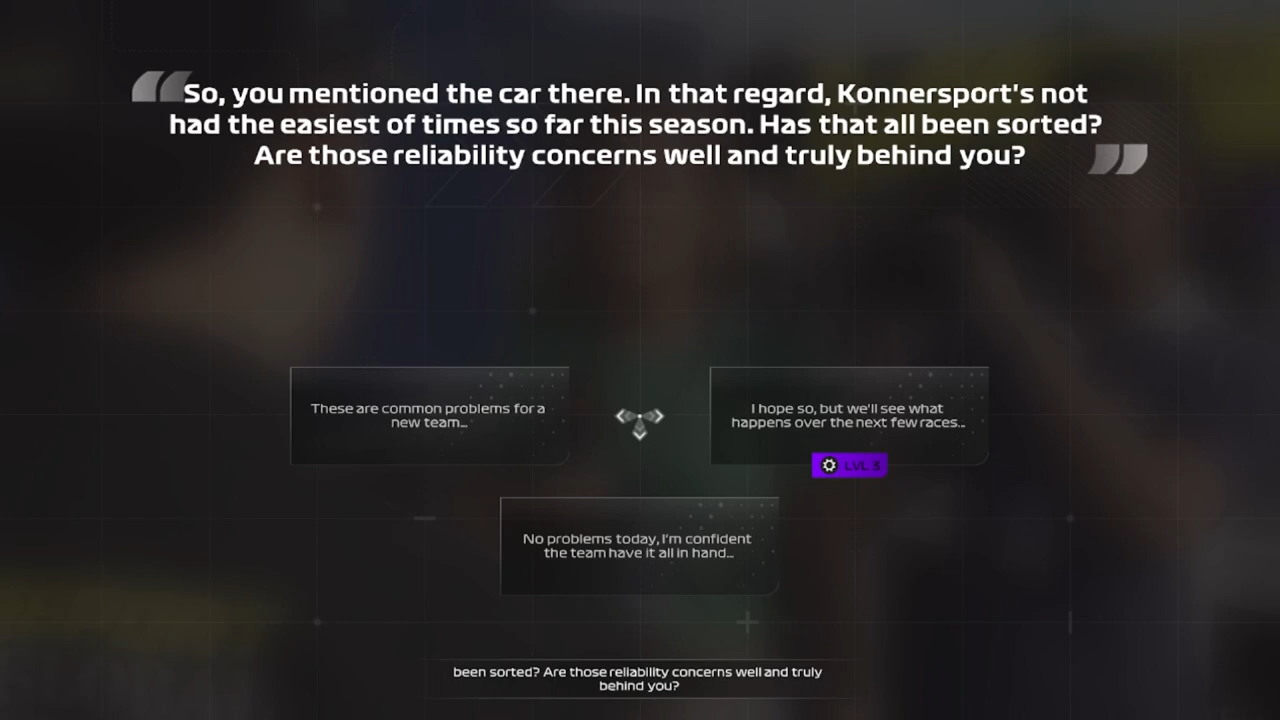 So, you mentioned the car there. In that regard, Konnersport's not
had the easiest of times so far this season. Has that all been sorted?
Are those reliability concerns well and truly behind you?
These are common problems for a
new team...
I hope so, but we'll see what
happens over the next few races...
LVL 3
No problems today, I'm confident
the team have it all in hand...
been sorted? Are those reliability concerns well and truly
behind you?